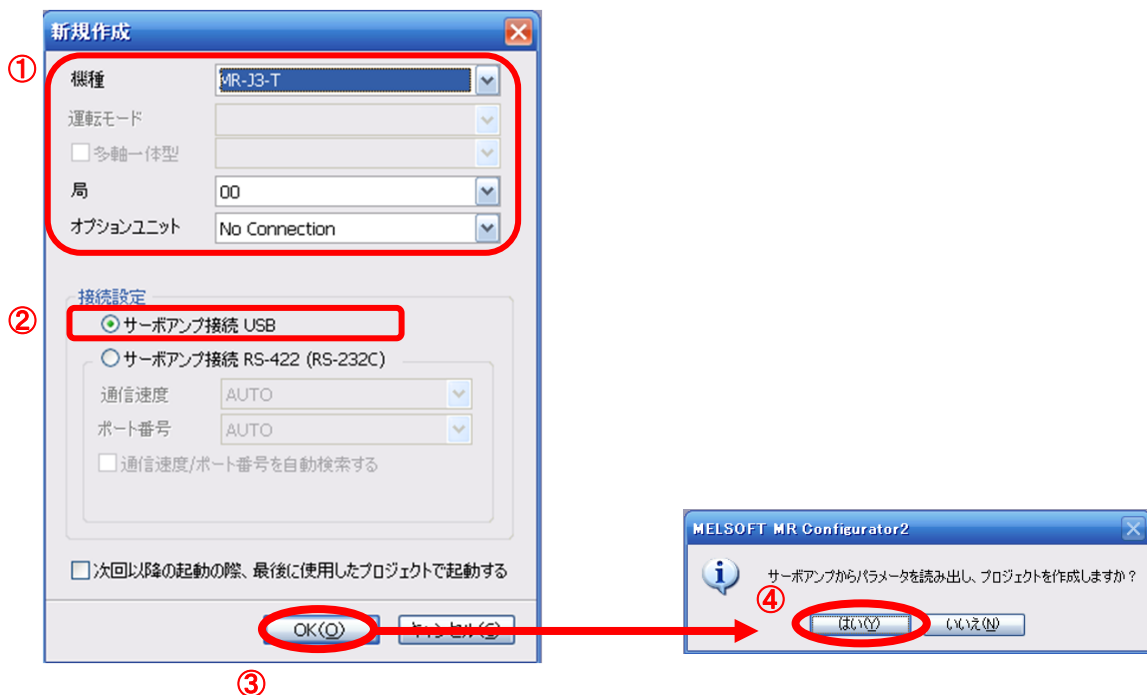 新規作成
①
機種 MR-J3-T
運転モード
多軸一体型
局 00
オプションユニット No Connection
接続設定
②
サーボアンプ接続 USB
サーボアンプ接続 RS-422 (RS-232C)
通信速度 AUTO
ポート番号 AUTO
通信速度/ポート番号を自動検索する
次回以降の起動の際、最後に使用したプロジェクトで起動する
OK(O) キャンセル(C)
③
MELSOFT MR Configurator2
サーボアンプからパラメータを読み出し、プロジェクトを作成しますか?
④
はい(Y) いいえ(N)